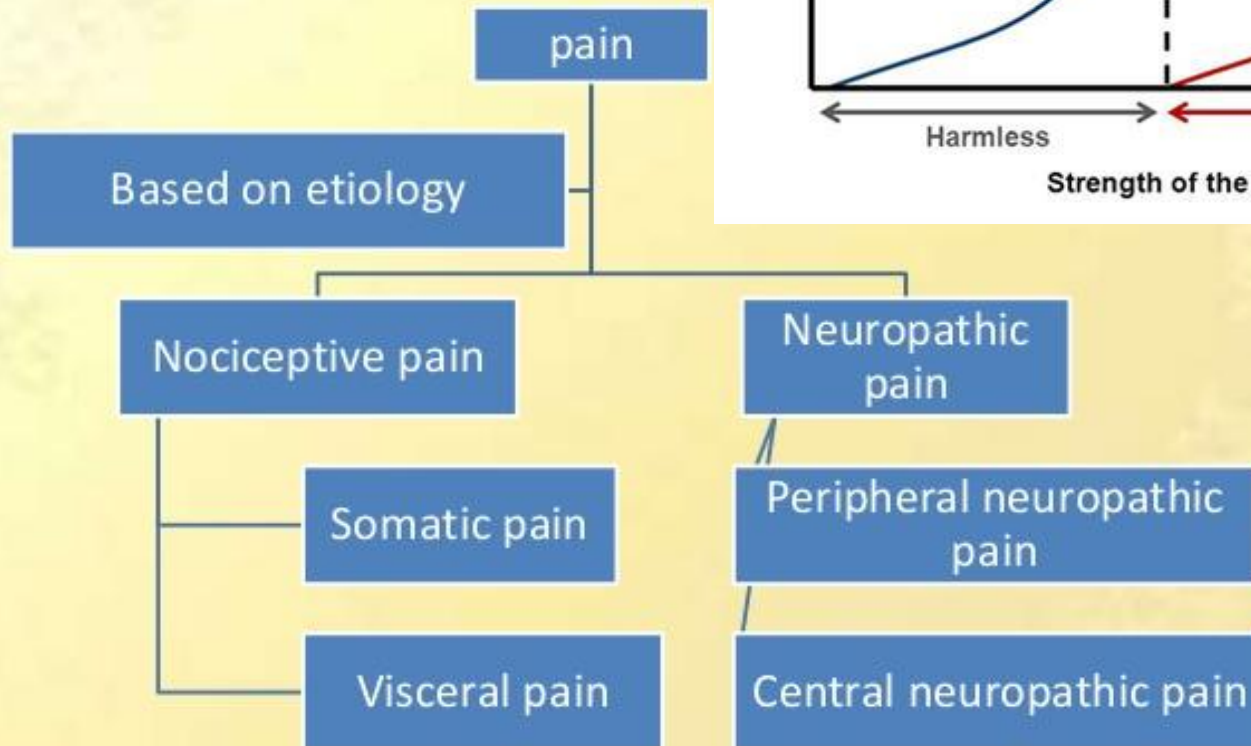 pain
Harmless
Strength of the
Based on etiology
Nociceptive pain
Neuropathic
pain
Somatic pain
Peripheral neuropathic
pain
Visceral pain
Central neuropathic pain